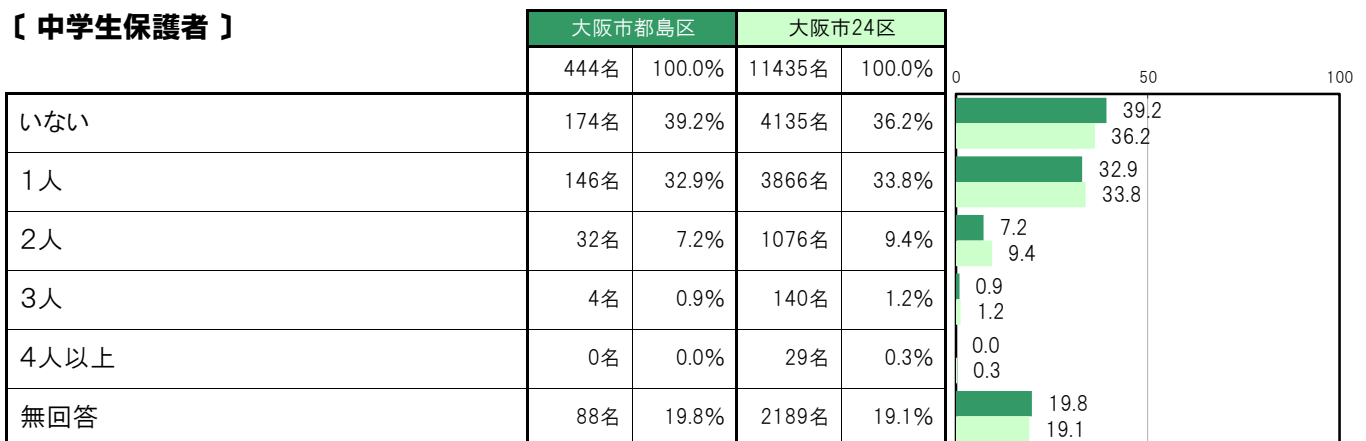 〔 中学生保護者 〕
大阪市都島区 大阪市24区
444名 100.0% 11435名 100.0%
0 50 100
いない 174名 39.2% 4135名 36.2%
39.2
36.2
1人 146名 32.9% 3866名 33.8%
32.9
33.8
2人 32名 7.2% 1076名 9.4%
7.2
9.4
3人 4名 0.9% 140名 1.2%
0.9
1.2
4人以上 0名 0.0% 29名 0.3%
0.0
0.3
無回答 88名 19.8% 2189名 19.1%
19.8
19.1